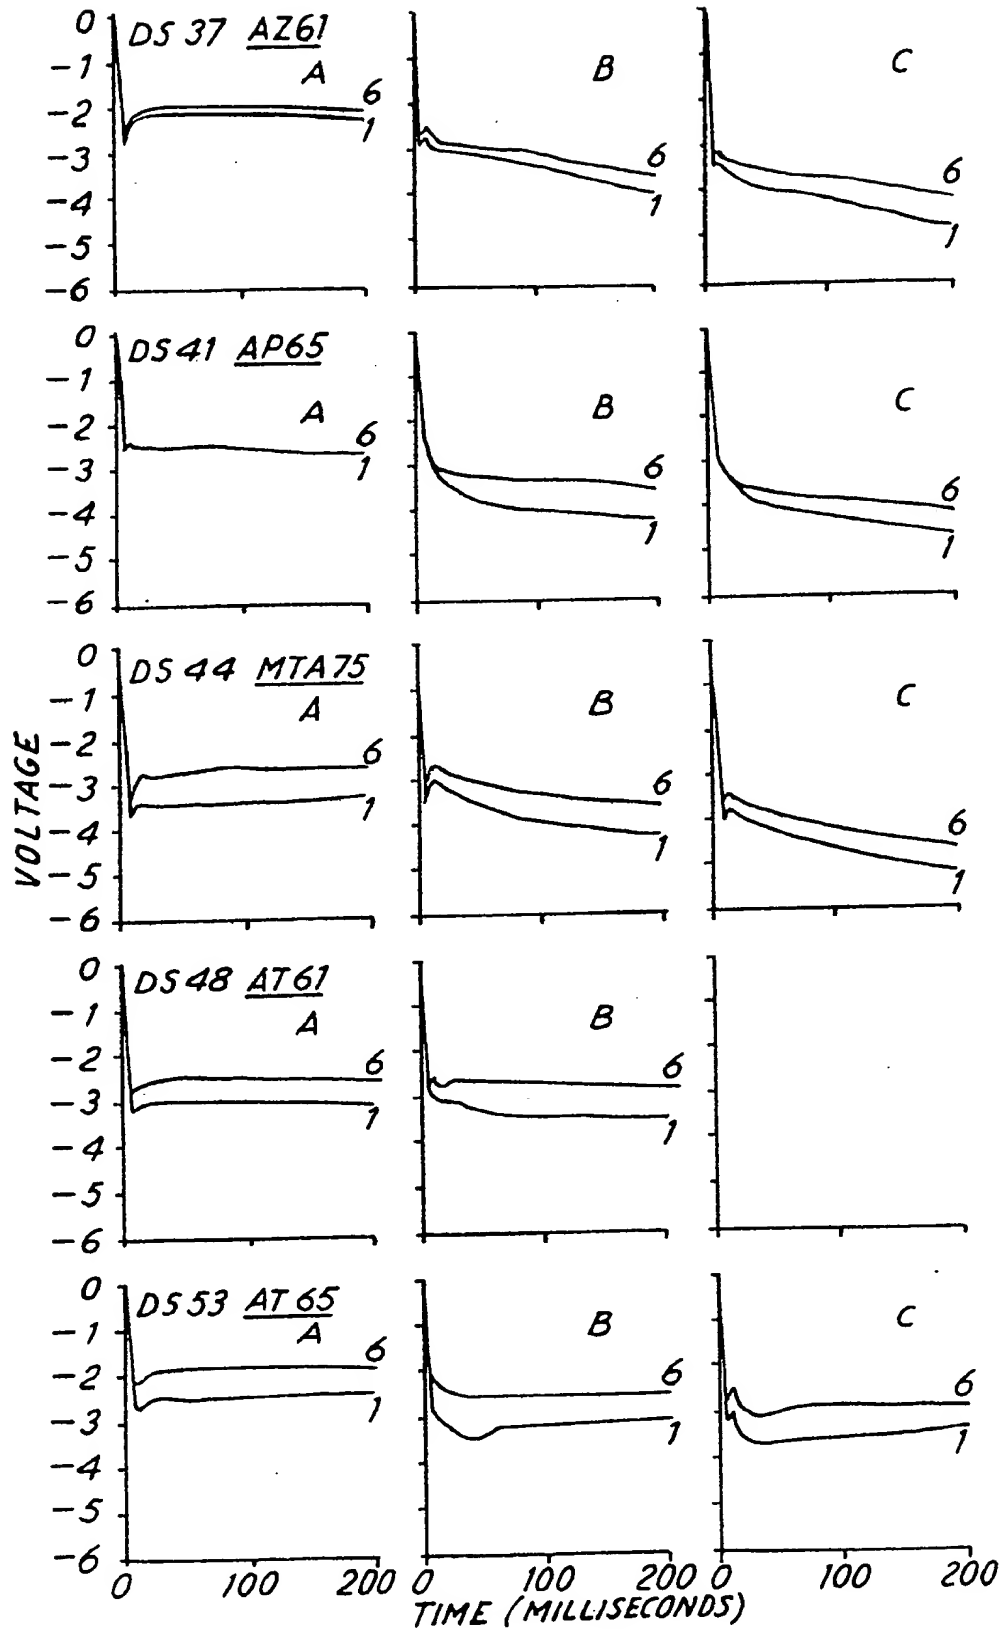 0 DS 37 AZ61
A B C
-1
-2 6 1
-3 6 1
-4 6 1
-5
-6
0 DS 41 AP65
-1
A B C
-2
-3 6 1
-4 6 1
-5 6 1
-6
0 DS 44 MTA75
-1 A B C
-2
-3 6 1
-4 6 1
-5 6 1
-6
VOLTAGE
0 DS 48 AT61
-1 A B
-2
-3 6 1
-4 6 1
-5
-6
0 DS 53 AT 65
-1 A B C
-2 6 1
-3 6 1
-4 6 1
-5
-6
0 100 200 0 100 200 0 100 200
TIME (MILLISECONDS)